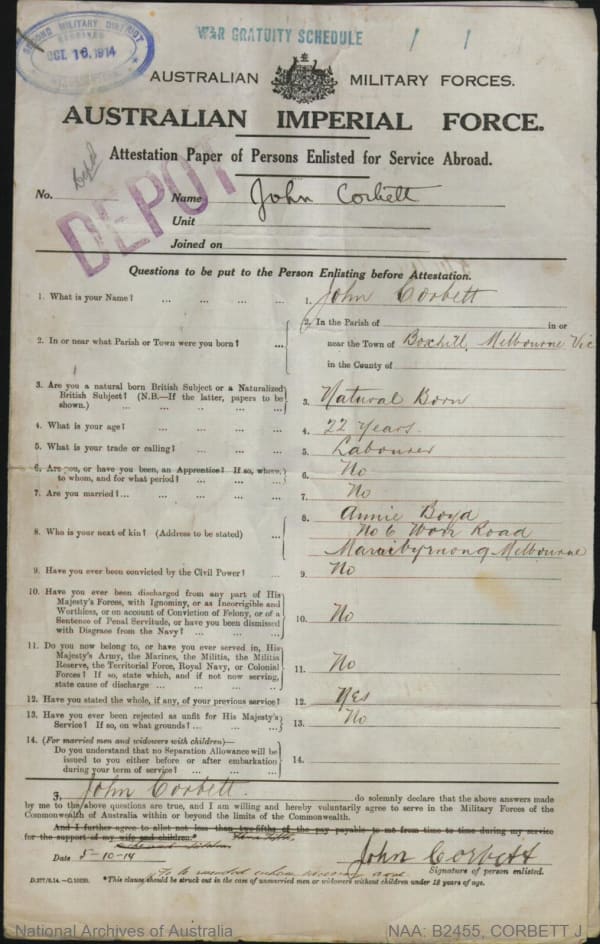 SECOND MILITARY DISTRICT
OCT. 16. 1914
WAR GRATUITY SCHEDULE
AUSTRALIAN MILITARY FORCES.
AUSTRALIAN IMPERIAL FORCE.
Attestation Paper of Persons Enlisted for Service Abroad.
DEPOT
No. Name John Corbett
Unit
Joined on
Questions to be put to the Person Enlisting before Attestation.
1. What is your Name? ... ... ... ... 1. John Corbett
2. In or near what Parish or Town were you born? ...
2. In the Parish of in or
near the Town of Boxhill, Melbourne Vic
in the County of
3. Are you a natural born British Subject or a Naturalized
British Subject? (N.B.—If the latter, papers to be
shown.) ... ... ... ...
3. Natural Born
4. What is your age? ... ... ... ... 4. 22 years.
5. What is your trade or calling? ... ... ... 5. Labourer
6. Are you, or have you been, an Apprentice? If so, where,
to whom, and for what period? ... ... ...
6. No
7. Are you married?... ... ... ... ... 7. No
8. Who is your next of kin? (Address to be stated) ...
8. Annie Boyd
No 6 Road
Maribyrnong Melbourne
9. Have you ever been convicted by the Civil Power? ... 9. No
10. Have you ever been discharged from any part of His
Majesty's Forces, with Ignominy, or as Incorrigible and
Worthless, or on account of Conviction of Felony, or of a
Sentence of Penal Servitude, or have you been dismissed
with Disgrace from the Navy? ... ... ...
10. No
11. Do you now belong to, or have you ever served in, His
Majesty's Army, the Marines, the Militia, the Militia
Reserve, the Territorial Force, Royal Navy, or Colonial
Forces? If so, state which, and if not now serving,
state cause of discharge ... ... ... ...
11. No
12. Have you stated the whole, if any, of your previous service? 12. Yes
13. Have you ever been rejected as unfit for His Majesty's
Service? If so, on what grounds? ... ... ...
13. No
14. (For married men and widowers with children)—
Do you understand that no Separation Allowance will be
issued to you either before or after embarkation
during your term of service? ... ... ...
14.
I, John Corbett. do solemnly declare that the above answers made
by me to the above questions are true, and I am willing and hereby voluntarily agree to serve in the Military Forces of the
Commonwealth of Australia within or beyond the limits of the Commonwealth.
And I further agree to allot not less than two-fifths of the pay payable to me from time to time during my service
for the support of my wife and children.*
Date 5-10-14 John Corbett
Signature of person enlisted.
D.277/6.14.—C.10920. *This clause should be struck out in the case of unmarried men or widowers without children under 18 years of age.
National Archives of Australia NAA: B2455, CORBETT J